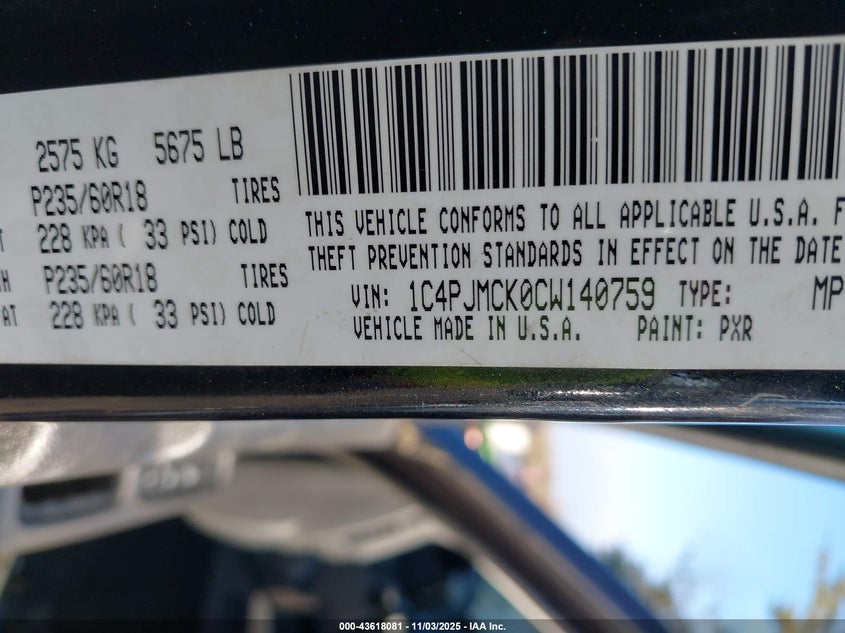 2575 KG 5675 LB
P235/60R18 TIRES
T 228 KPA ( 33 PSI) COLD
H P235/60R18 TIRES
AT 228 KPA ( 33 PSI) COLD
THIS VEHICLE CONFORMS TO ALL APPLICABLE U.S.A. F
THEFT PREVENTION STANDARDS IN EFFECT ON THE DATE
VIN: 1C4PJMCK0CW140759 TYPE: MP
VEHICLE MADE IN U.S.A. PAINT: PXR
000-43618081 - 11/03/2025 - IAA Inc.